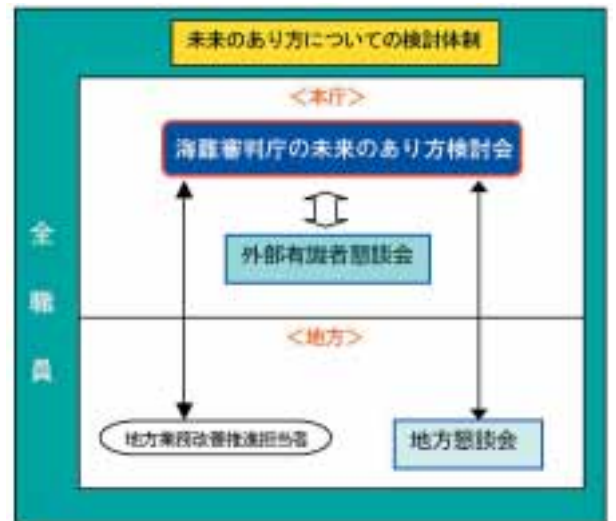 未来のあり方についての検討体制
＜本庁＞
海難審判庁の未来のあり方検討会
外部有識者懇談会
全職員
＜地方＞
地方業務改善推進担当者
地方懇談会